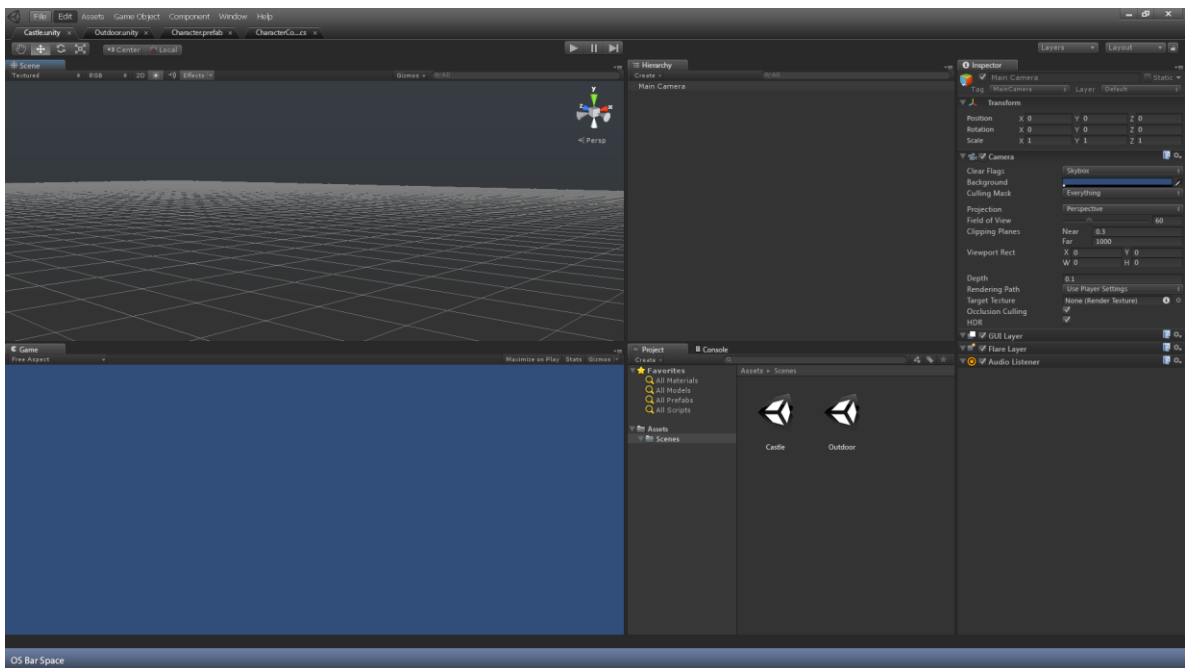 File Edit Assets Game Object Component Window Help
Castle.unity × Outdoor.unity × Character.prefab × CharacterCo...cs ×
Center Local
Layers Layout
Scene
Textured RGB 2D Effects Gizmos All
y
z x
Persp
Hierarchy
Create All
Main Camera
Inspector
Main Camera Static
Tag MainCamera Layer Default
Transform
Position X 0 Y 0 Z 0
Rotation X 0 Y 0 Z 0
Scale X 1 Y 1 Z 1
Camera
Clear Flags Skybox
Background
Culling Mask Everything
Projection Perspective
Field of View 60
Clipping Planes Near 0.3
Far 1000
Viewport Rect X 0 Y 0
W 0 H 0
Depth 0.1
Rendering Path Use Player Settings
Target Texture None (Render Texture)
Occlusion Culling
HDR
GUI Layer
Flare Layer
Audio Listener
Game
Free Aspect Maximize on Play Stats Gizmos
Project Console
Create
Favorites
All Materials
All Models
All Prefabs
All Scripts
Assets
Scenes
Assets ▸ Scenes
Castle Outdoor
OS Bar Space